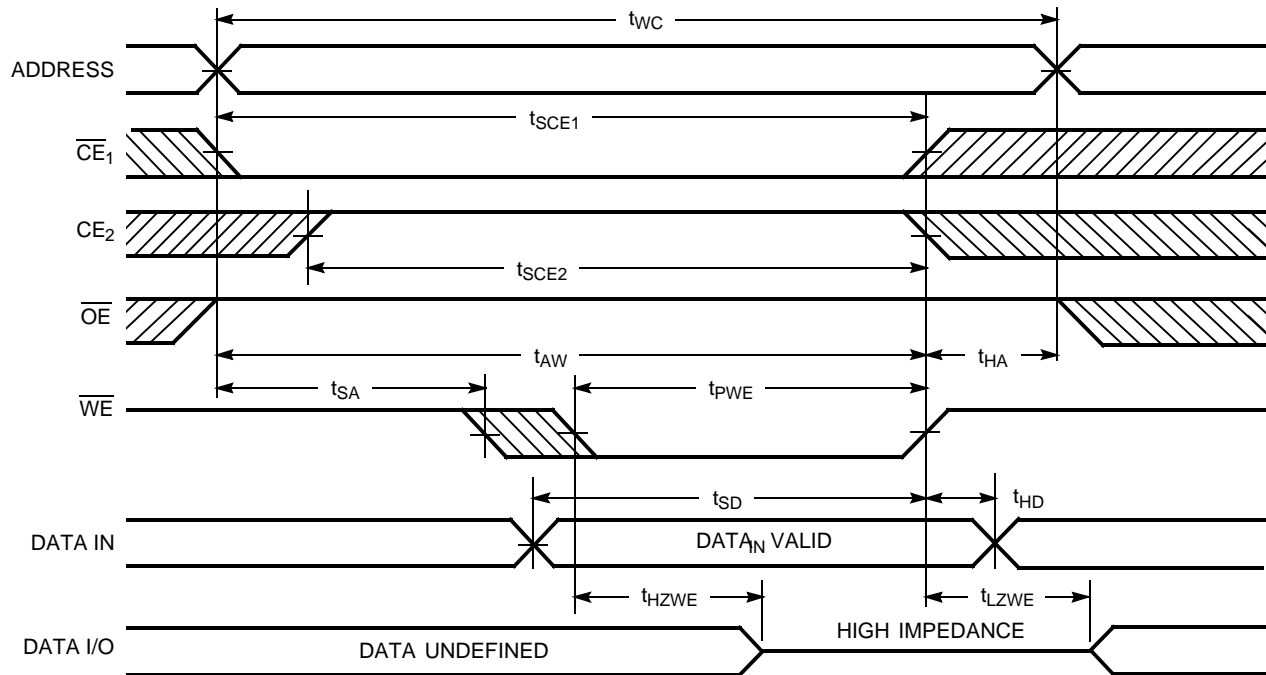 tWC
ADDRESS
tSCE1
CE1
CE2
tSCE2
OE
tAW
tHA
tSA
tPWE
WE
tSD
tHD
DATA IN
DATAIN VALID
tHZWE
tLZWE
HIGH IMPEDANCE
DATA I/O
DATA UNDEFINED